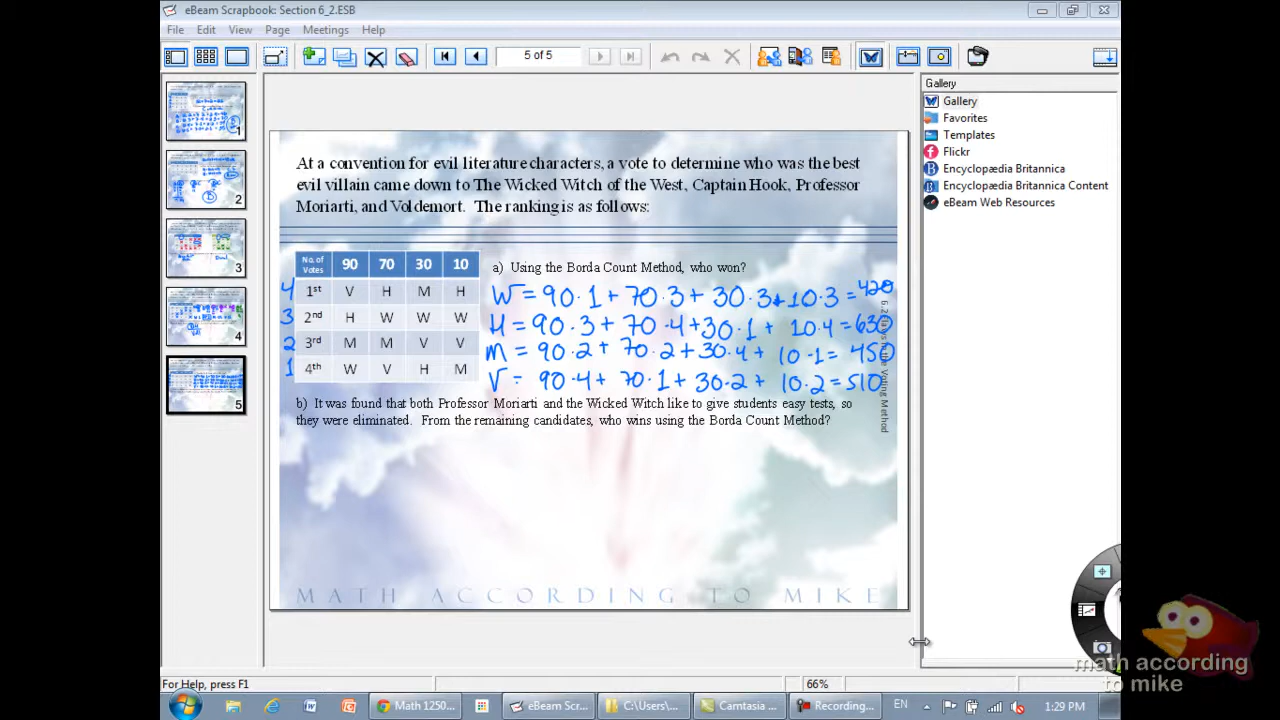 eBeam Scrapbook: Section 6_2.ESB
File Edit View Page Meetings Help
5 of 5
Gallery
Gallery
Favorites
Templates
Flickr
Encyclopædia Britannica
Encyclopædia Britannica Content
eBeam Web Resources
1
2
3
4
5
At a convention for evil literature characters, a vote to determine who was the best
evil villain came down to The Wicked Witch of the West, Captain Hook, Professor
Moriarti, and Voldemort. The ranking is as follows:
No. of Votes 90 70 30 10
4 1st V H M H
3 2nd H W W W
2 3rd M M V V
1 4th W V H M
a) Using the Borda Count Method, who won?
W = 90·1 + 70·3 + 30·3 + 10·3 = 420
H = 90·3 + 70·4 + 30·1 + 10·4 = 630
M = 90·2 + 70·2 + 30·4 + 10·1 = 450
V = 90·4 + 70·1 + 30·2 + 10·2 = 510
b) It was found that both Professor Moriarti and the Wicked Witch like to give students easy tests, so
they were eliminated. From the remaining candidates, who wins using the Borda Count Method?
Voting Method
MATH ACCORDING TO MIKE
math according
to mike
For Help, press F1
66%
Math 1250...
eBeam Scr...
C:\Users\...
Camtasia ...
Recording...
EN
1:29 PM